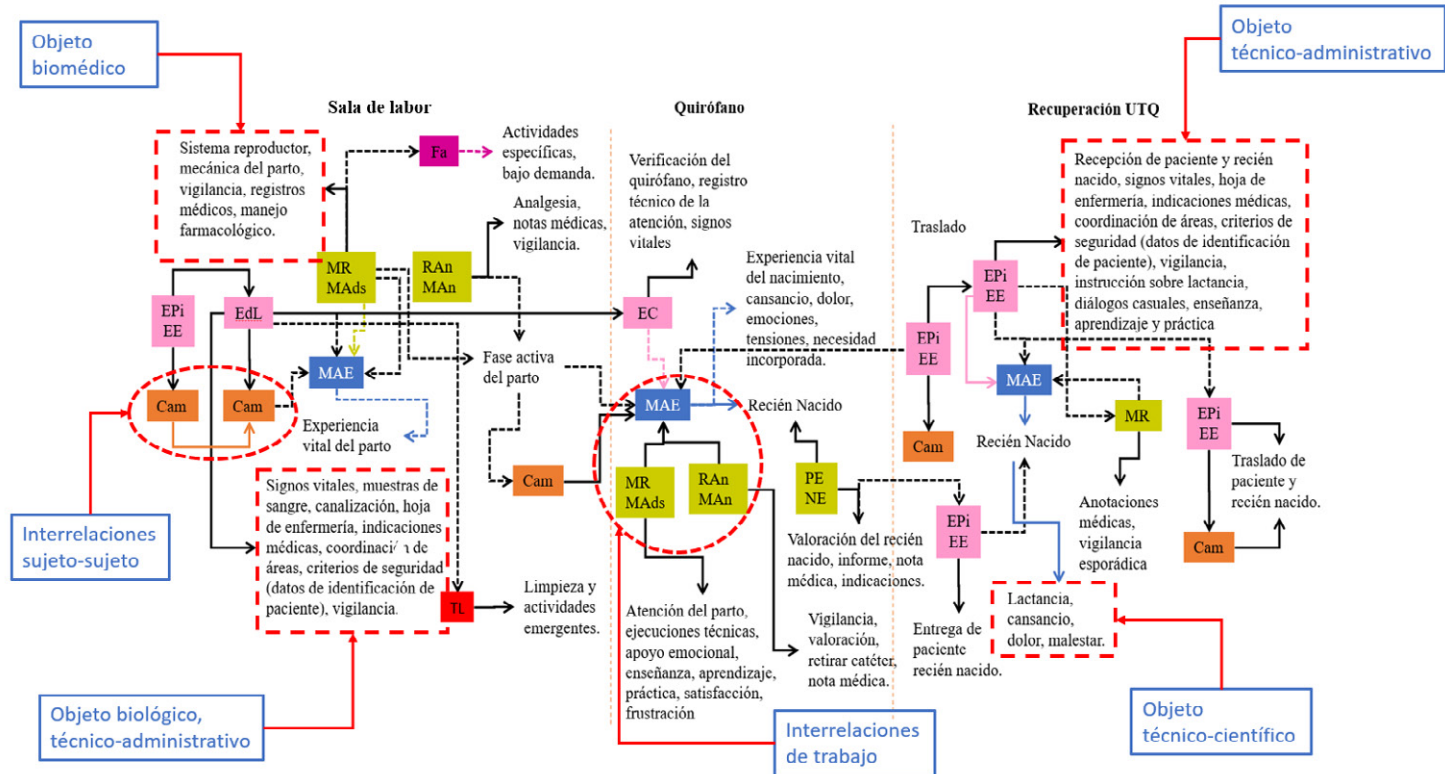 Objeto
biomédico
Objeto
técnico-administrativo
Sala de labor
Quirófano
Recuperación UTQ
Sistema reproductor,
mecánica del parto,
vigilancia, registros
médicos, manejo
farmacológico.
Fa
Actividades
específicas,
bajo demanda.
Analgesia,
notas médicas,
vigilancia.
MR
MAds
RAn
MAn
EPi
EE
EdL
MAE
Cam
Cam
Experiencia
vital del parto
Fase activa
del parto
Cam
Interrelaciones
sujeto-sujeto
Signos vitales, muestras de
sangre, canalización, hoja
de enfermería, indicaciones
médicas, coordinación de
áreas, criterios de seguridad
(datos de identificación de
paciente), vigilancia.
TL
Limpieza y
actividades
emergentes.
Objeto biológico,
técnico-administrativo
Verificación del
quirófano, registro
técnico de la
atención, signos
vitales
EC
Experiencia vital
del nacimiento,
cansancio, dolor,
emociones,
tensiones, necesidad
incorporada.
MAE
Recién Nacido
MR
MAds
RAn
MAn
PE
NE
Valoración del recién
nacido, informe, nota
médica, indicaciones.
Atención del parto,
ejecuciones técnicas,
apoyo emocional,
enseñanza, aprendizaje,
práctica, satisfacción,
frustración
Vigilancia,
valoración,
retirar catéter,
nota médica.
Interrelaciones
de trabajo
Traslado
EPi
EE
Cam
EPi
EE
Recepción de paciente y recién
nacido, signos vitales, hoja de
enfermería, indicaciones médicas,
coordinación de áreas, criterios de
seguridad (datos de identificación
de paciente), vigilancia,
instrucción sobre lactancia,
diálogos casuales, enseñanza,
aprendizaje y práctica
MAE
MR
Recién Nacido
EPi
EE
Entrega de
paciente
recién nacido.
Anotaciones
médicas,
vigilancia
esporádica
EPi
EE
Cam
Traslado de
paciente y
recién nacido.
Lactancia,
cansancio,
dolor, malestar.
Objeto
técnico-científico